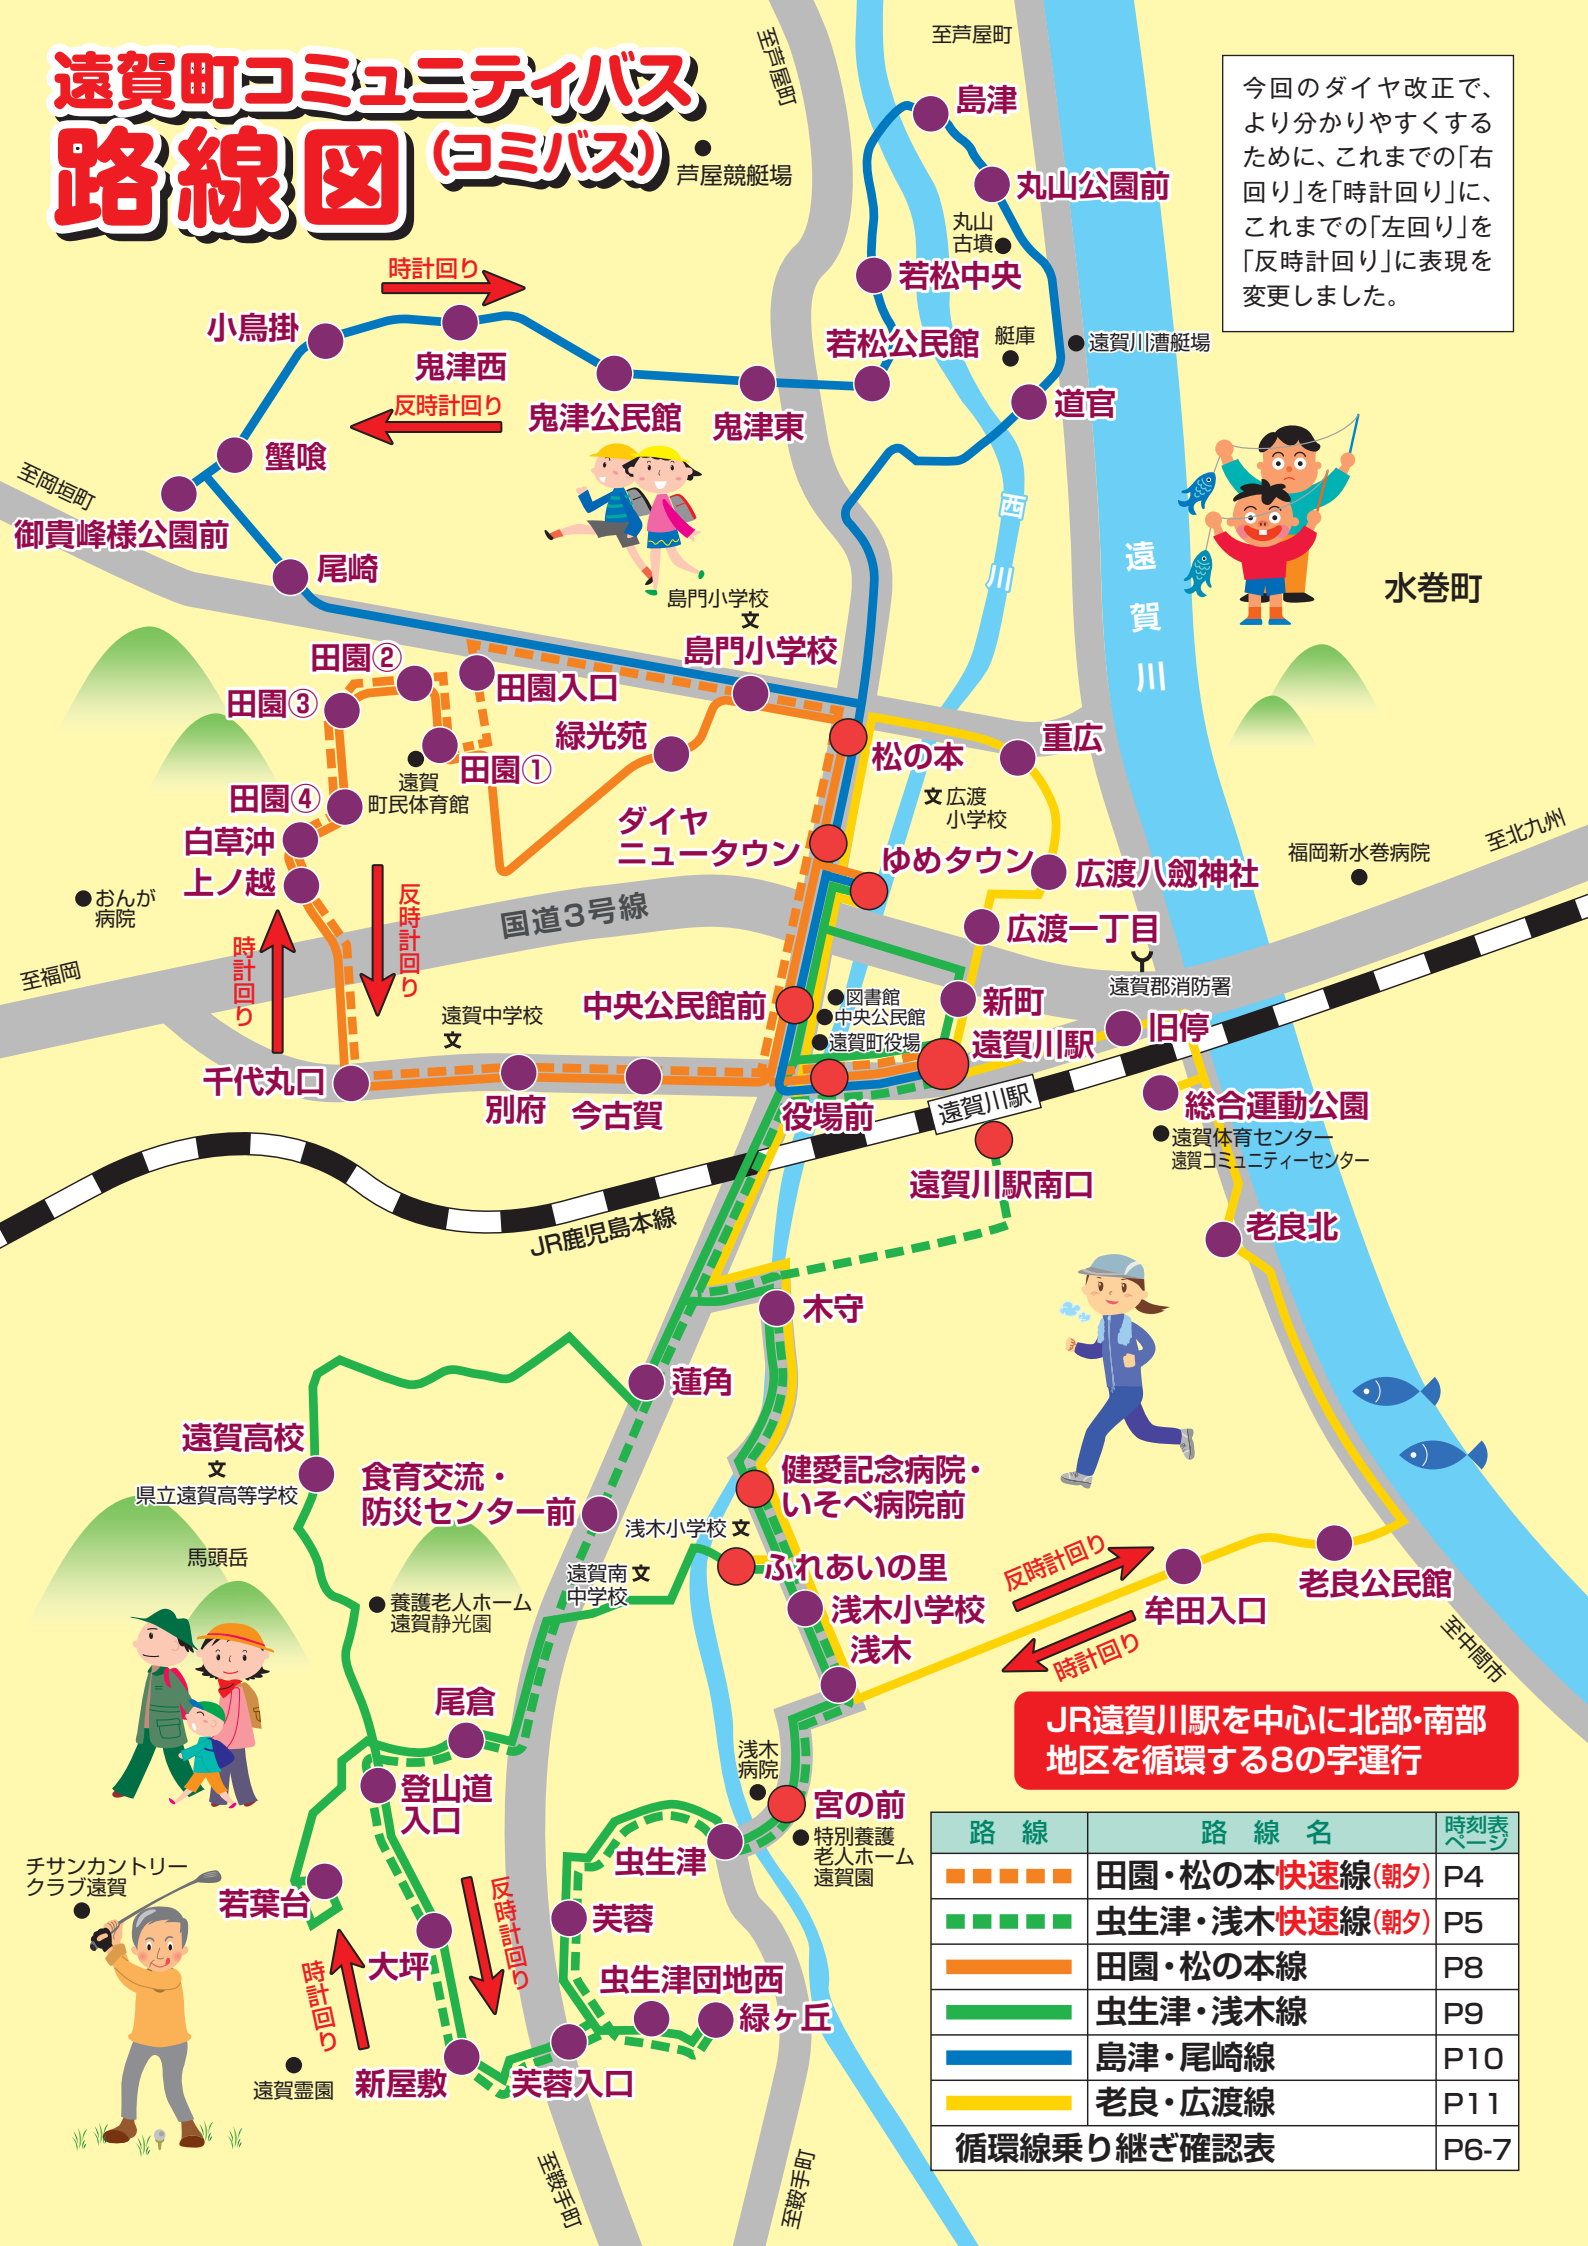 遠賀町コミュニティバス
路線図(コミバス)
今回のダイヤ改正で、
より分かりやすくする
ために、これまでの「右
回り」を「時計回り」に、
これまでの「左回り」を
「反時計回り」に表現を
変更しました。
至芦屋町
至芦屋町
芦屋競艇場
島津
丸山公園前
丸山
古墳
若松中央
若松公民館
艇庫
遠賀川漕艇場
道官
時計回り
反時計回り
小鳥掛
鬼津西
鬼津公民館
鬼津東
蟹喰
至岡垣町
御貴峰様公園前
尾崎
西川
遠賀川
水巻町
島門小学校
文
島門小学校
田園②
田園入口
田園③
緑光苑
田園①
遠賀
町民体育館
田園④
白草沖
上ノ越
松の本
重広
文 広渡
小学校
ダイヤ
ニュータウン
ゆめタウン
広渡八劔神社
福岡新水巻病院
至北九州
おんが
病院
反時計回り
時計回り
国道3号線
至福岡
広渡一丁目
遠賀郡消防署
中央公民館前
図書館
中央公民館
遠賀町役場
新町
遠賀川駅
旧停
遠賀中学校
文
千代丸口
別府
今古賀
役場前
遠賀川駅
総合運動公園
遠賀体育センター
遠賀コミュニティーセンター
遠賀川駅南口
JR鹿児島本線
老良北
木守
蓮角
遠賀高校
文
県立遠賀高等学校
食育交流・
防災センター前
健愛記念病院・
いそべ病院前
浅木小学校 文
馬頭岳
遠賀南 文
中学校
ふれあいの里
養護老人ホーム
遠賀静光園
浅木小学校
浅木
反時計回り
時計回り
牟田入口
老良公民館
至中間市
尾倉
登山道
入口
浅木
病院
宮の前
特別養護
老人ホーム
遠賀園
虫生津
チサンカントリー
クラブ遠賀
若葉台
芙蓉
大坪
反時計回り
時計回り
虫生津団地西
緑ヶ丘
遠賀霊園
新屋敷
芙蓉入口
至鞍手町
至鞍手町
JR遠賀川駅を中心に北部・南部
地区を循環する8の字運行
路線 路線名 時刻表ページ
田園・松の本快速線(朝夕) P4
虫生津・浅木快速線(朝夕) P5
田園・松の本線 P8
虫生津・浅木線 P9
島津・尾崎線 P10
老良・広渡線 P11
循環線乗り継ぎ確認表 P6-7